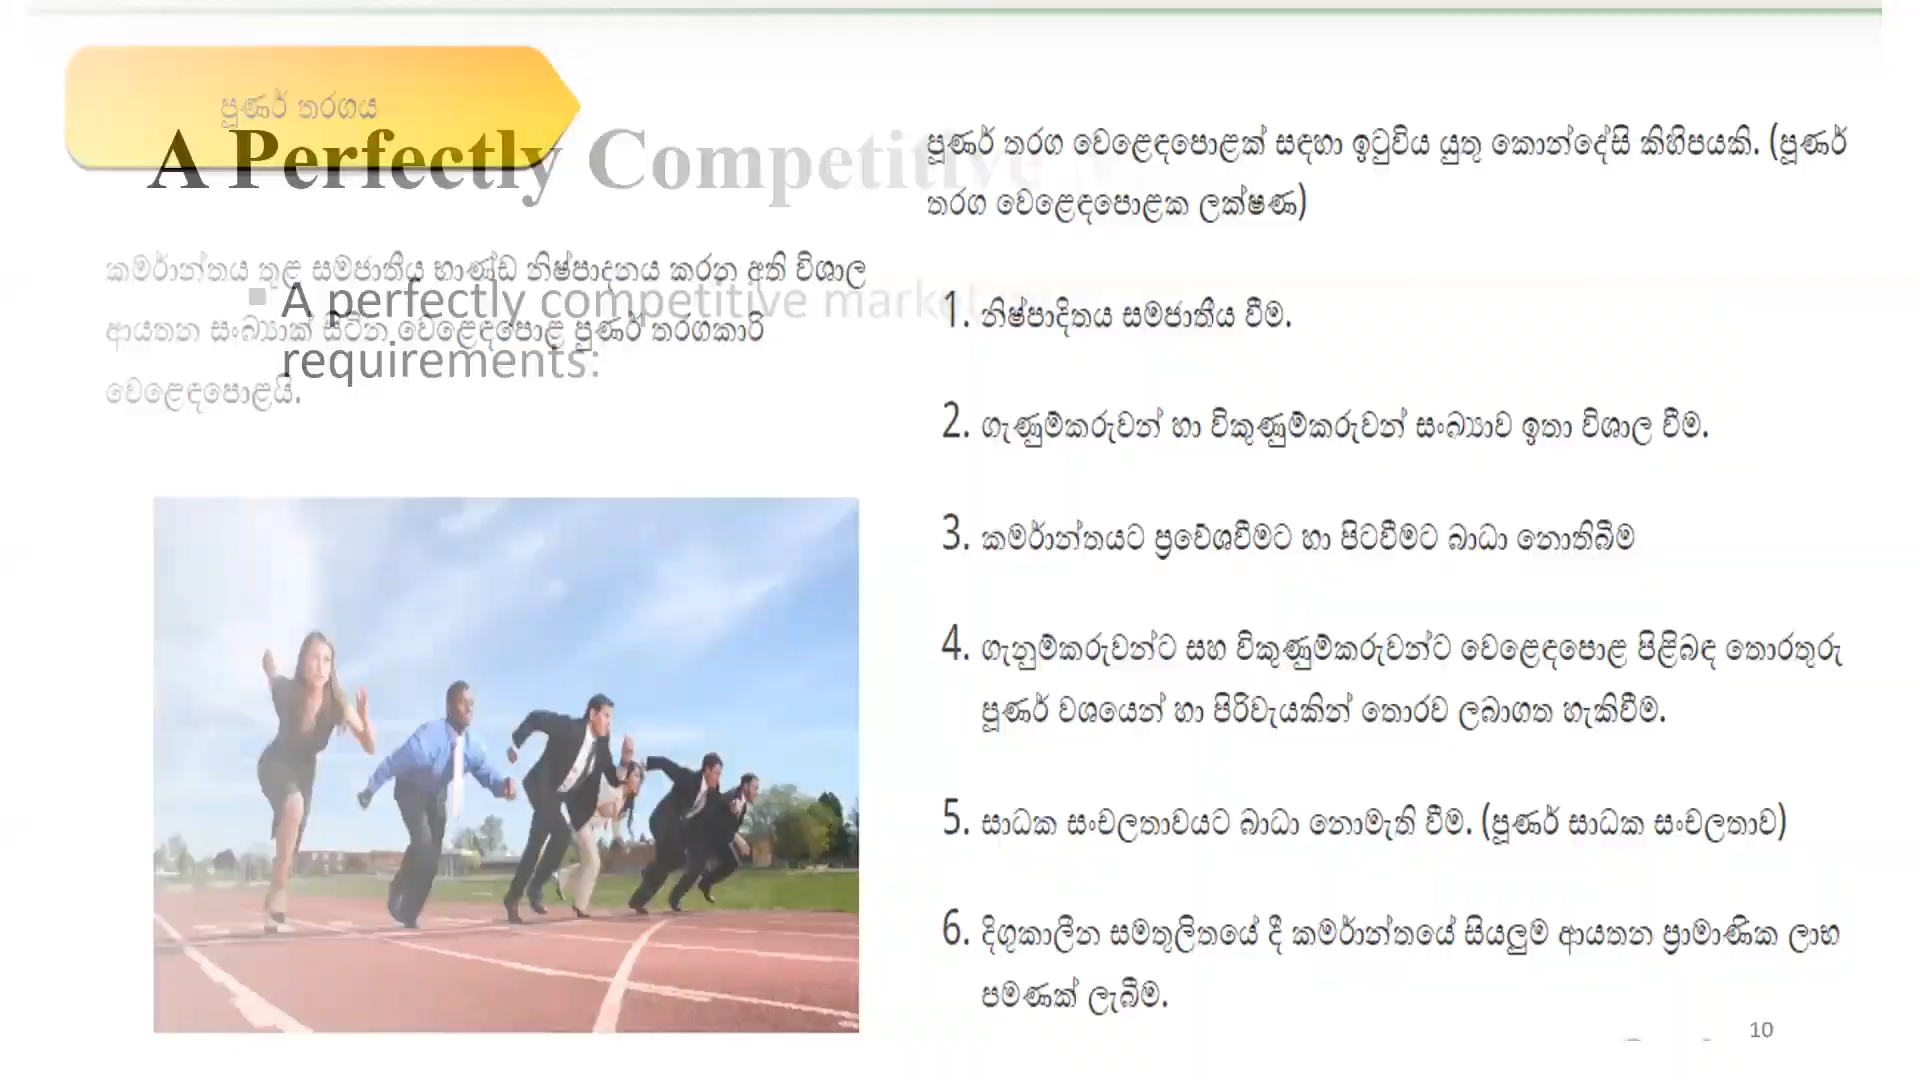 පූර්ණ තරගය
A Perfectly Competitive
කර්මාන්තය තුළ සමජාතීය භාණ්ඩ නිෂ්පාදනය කරන අති විශාල
ආයතන සංඛ්‍යාක් සිටින වෙළෙඳපොළ පූර්ණ තරගකාරී
වෙළෙඳපොළයි.
▪ A perfectly competitive market
requirements:
පූර්ණ තරග වෙළෙඳපොළක් සඳහා ඉටුවිය යුතු කොන්දේසි කිහිපයකි. (පූර්ණ
තරග වෙළෙඳපොළක ලක්ෂණ)
1. නිෂ්පාදිතය සමජාතීය වීම.
2. ගැණුම්කරුවන් හා විකුණුම්කරුවන් සංඛ්‍යාව ඉතා විශාල වීම.
3. කර්මාන්තයට ප්‍රවේශවීමට හා පිටවීමට බාධා නොතිබීම
4. ගැනුම්කරුවන්ට සහ විකුණුම්කරුවන්ට වෙළෙඳපොළ පිළිබඳ තොරතුරු
පූර්ණ වශයෙන් හා පිරිවැයකින් තොරව ලබාගත හැකිවීම.
5. සාධක සංචලතාවයට බාධා නොමැති වීම. (පූර්ණ සාධක සංචලතාව)
6. දිගුකාලීන සමතුලිතයේ දී කර්මාන්තයේ සියලුම ආයතන ප්‍රාමාණික ලාභ
පමණක් ලැබීම.
10